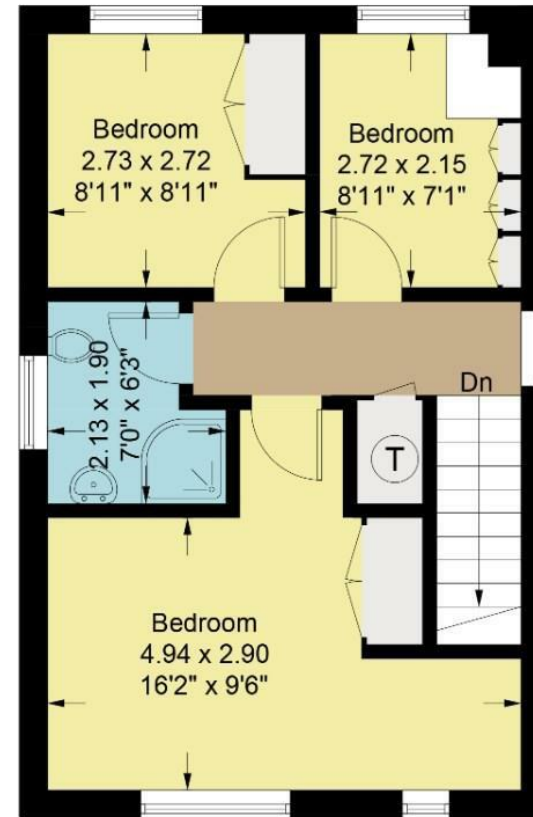 Bedroom
2.73 x 2.72
8'11" x 8'11"
Bedroom
2.72 x 2.15
8'11" x 7'1"
2.13 x 1.90
7'0" x 6'3"
Dn
T
Bedroom
4.94 x 2.90
16'2" x 9'6"